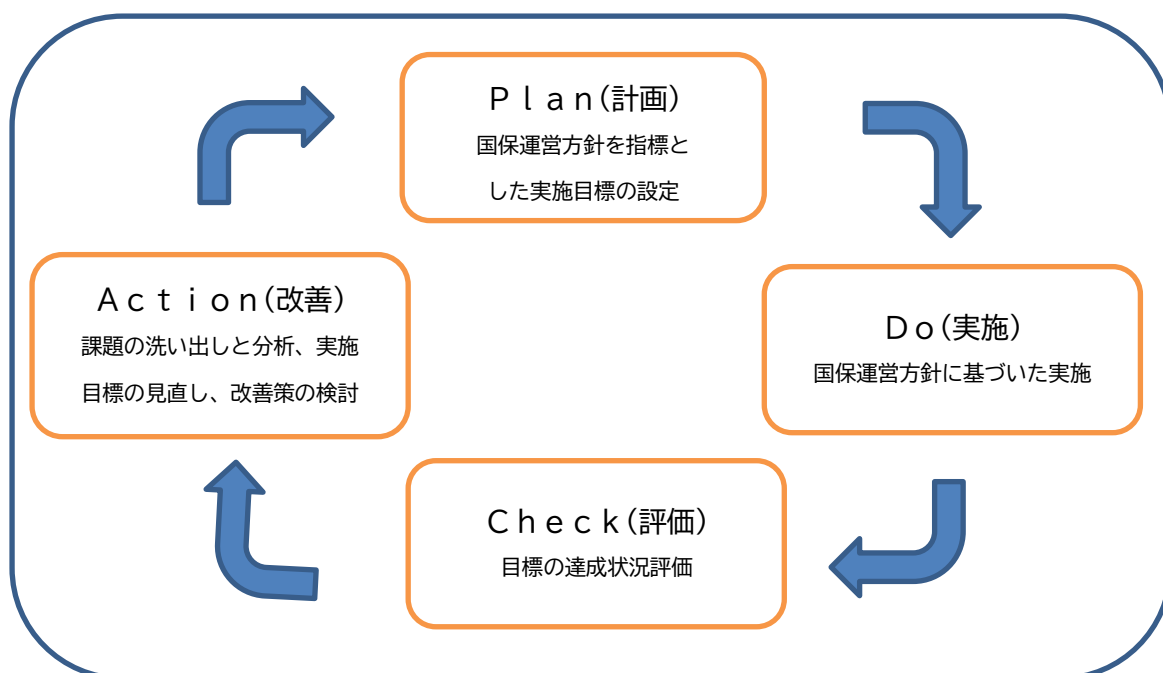 Ｐｌａｎ(計画)
国保運営方針を指標と
した実施目標の設定
Ｄｏ(実施)
国保運営方針に基づいた実施
Ｃｈｅｃｋ(評価)
目標の達成状況評価
Ａｃｔｉｏｎ(改善)
課題の洗い出しと分析、実施
目標の見直し、改善策の検討